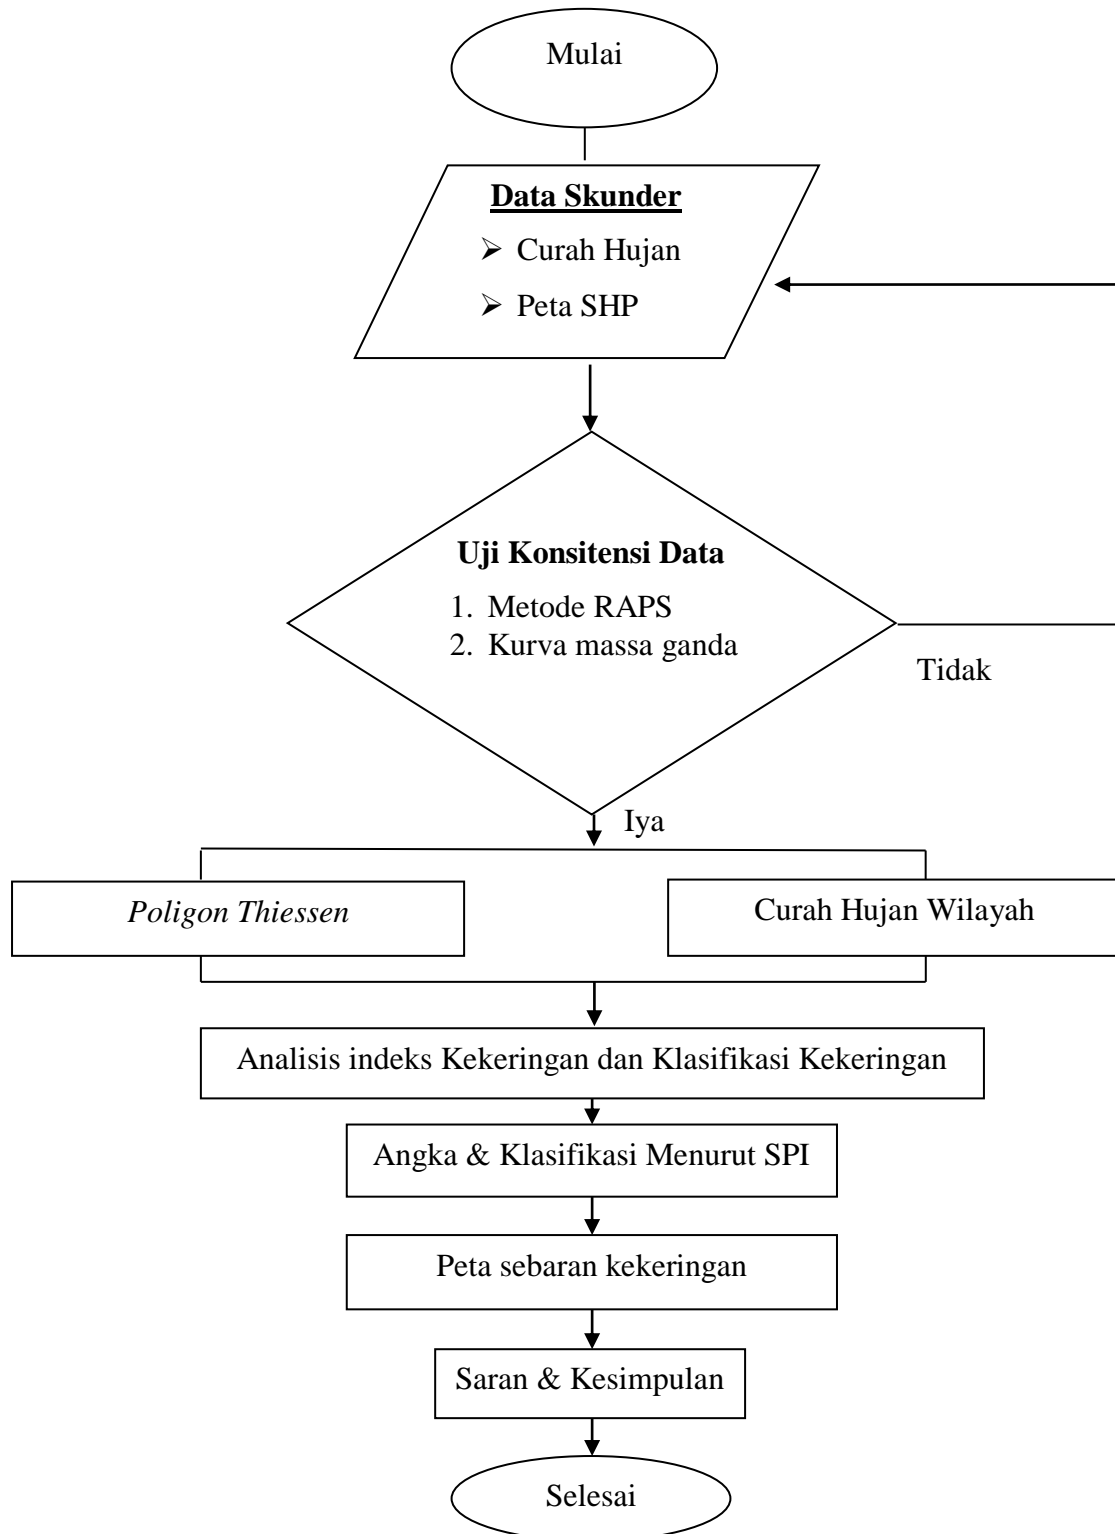 Mulai
Data Skunder
➢ Curah Hujan
➢ Peta SHP
Uji Konsitensi Data
1. Metode RAPS
2. Kurva massa ganda
Tidak
Iya
Poligon Thiessen
Curah Hujan Wilayah
Analisis indeks Kekeringan dan Klasifikasi Kekeringan
Angka & Klasifikasi Menurut SPI
Peta sebaran kekeringan
Saran & Kesimpulan
Selesai